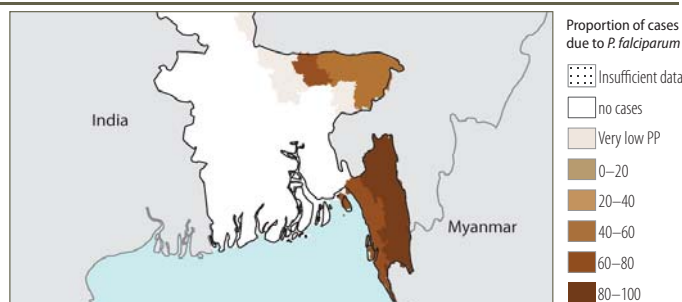 Proportion of cases
due to P. falciparum
Insufficient data
no cases
Very low PP
0–20
20–40
40–60
60–80
80–100
India
Myanmar